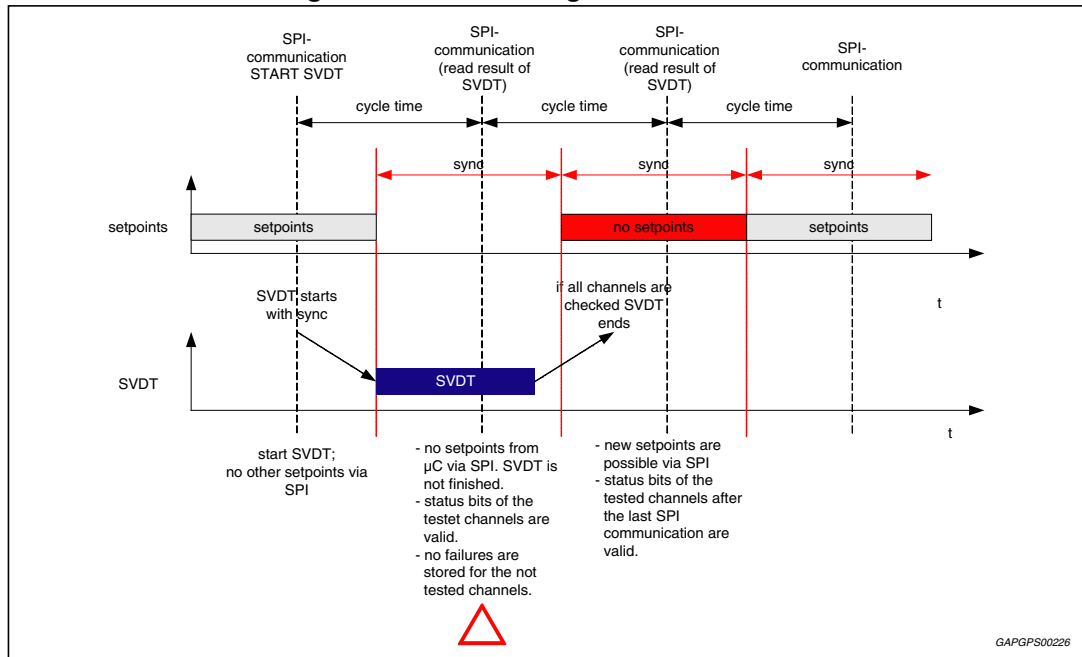 SPI-
communication
START SVDT
SPI-
communication
(read result of
SVDT)
SPI-
communication
(read result of
SVDT)
SPI-
communication
cycle time
cycle time
cycle time
sync
sync
sync
setpoints
setpoints
no setpoints
setpoints
t
SVDT starts
with sync
if all channels are
checked SVDT
ends
SVDT
SVDT
t
start SVDT;
no other setpoints via
SPI
- no setpoints from
µC via SPI. SVDT is
not finished.
- status bits of the
testet channels are
valid.
- no failures are
stored for the not
tested channels.
- new setpoints are
possible via SPI
- status bits of the
tested channels after
the last SPI
communication are
valid.
GAPGPS00226